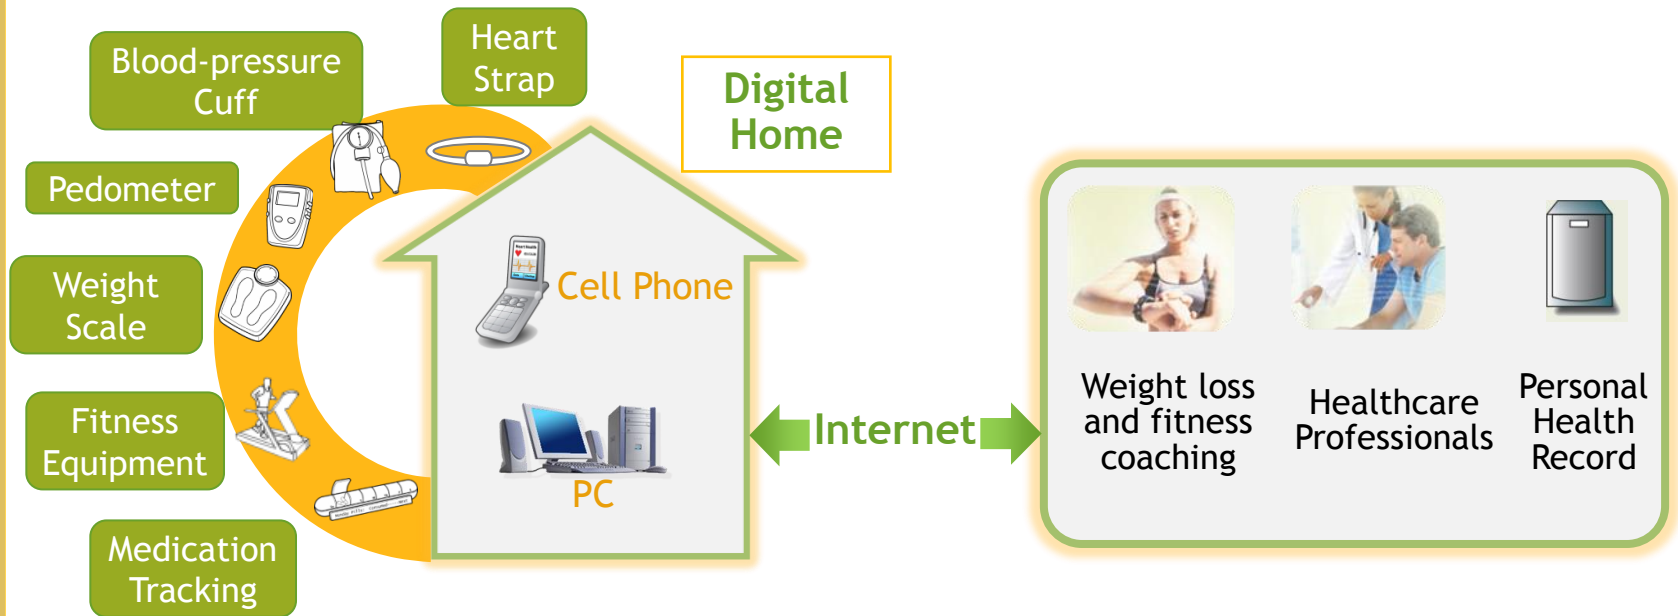 Heart
Strap
Blood-pressure
Cuff
Digital
Home
Pedometer
Weight
Scale
Cell Phone
Fitness
Equipment
PC
Medication
Tracking
Internet
Weight loss
and fitness
coaching
Healthcare
Professionals
Personal
Health
Record